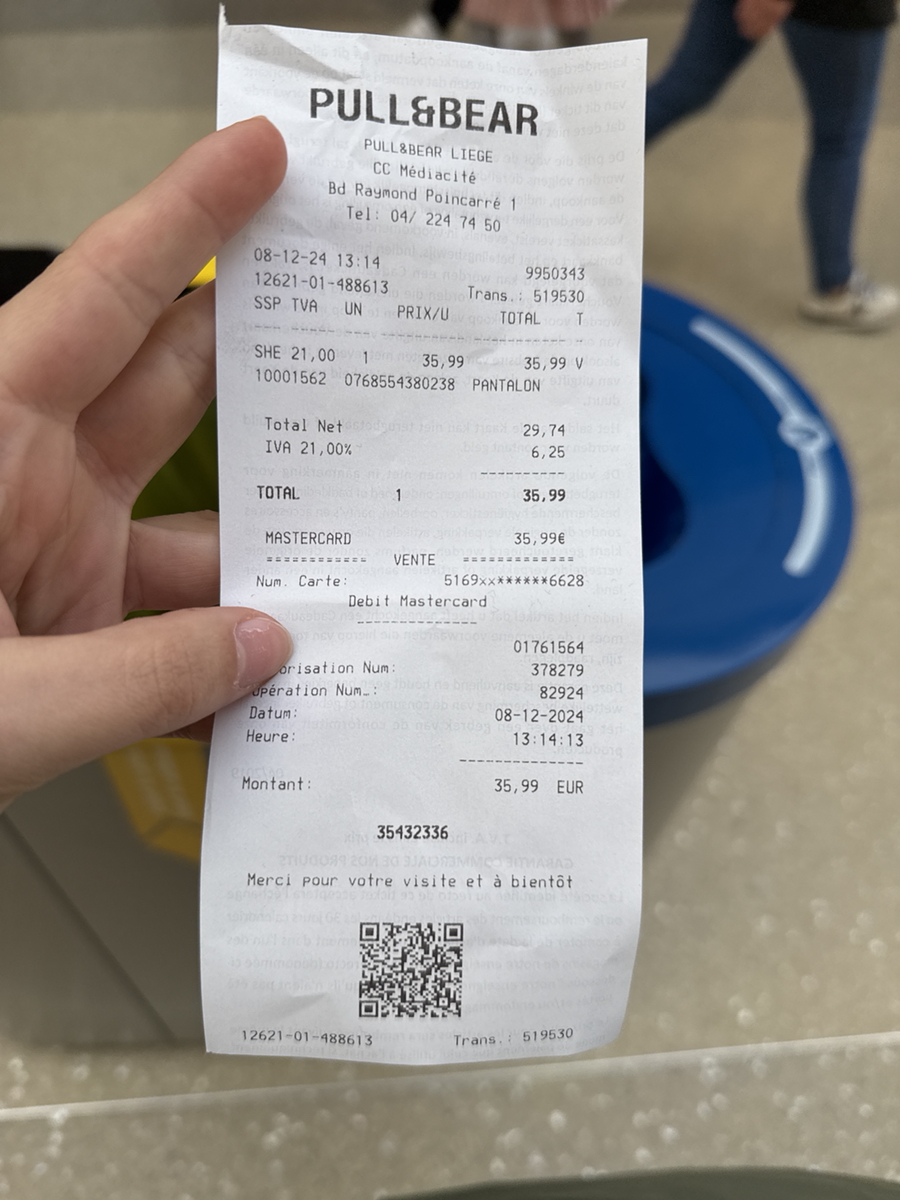 PULL&BEAR
PULL&BEAR LIEGE
CC Médiacité
Bd Raymond Poincarré 1
Tel: 04/ 224 74 50
08-12-24 13:14 9950343
12621-01-488613 Trans.: 519530
SSP TVA UN PRIX/U TOTAL T
SHE 21,00 1 35,99 35,99 V
10001562 0768554380238 PANTALON
Total Net 29,74
IVA 21,00% 6,25
TOTAL 1 35,99
MASTERCARD 35,99€
=========== VENTE ============
Num. Carte: 5169xx******6628
Debit Mastercard
01761564
orisation Num: 378279
Opération Num.: 82924
Datum: 08-12-2024
Heure: 13:14:13
Montant: 35,99 EUR
35432336
Merci pour votre visite et à bientôt
12621-01-488613 Trans.: 519530